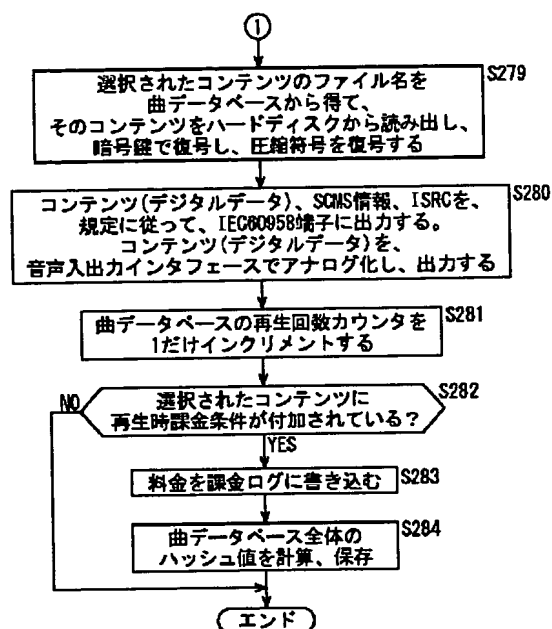 1
選択されたコンテンツのファイル名を
曲データベースから得て、
そのコンテンツをハードディスクから読み出し、
暗号鍵で復号し、圧縮符号を復号する
S279
コンテンツ(デジタルデータ)、SCMS情報、ISRCを、
規定に従って、IEC60958端子に出力する。
コンテンツ(デジタルデータ)を、
音声入出力インタフェースでアナログ化し、出力する
S280
曲データベースの再生回数カウンタを
1だけインクリメントする
S281
選択されたコンテンツに
再生時課金条件が付加されている?
S282
NO
YES
料金を課金ログに書き込む
S283
曲データベース全体の
ハッシュ値を計算、保存
S284
エンド